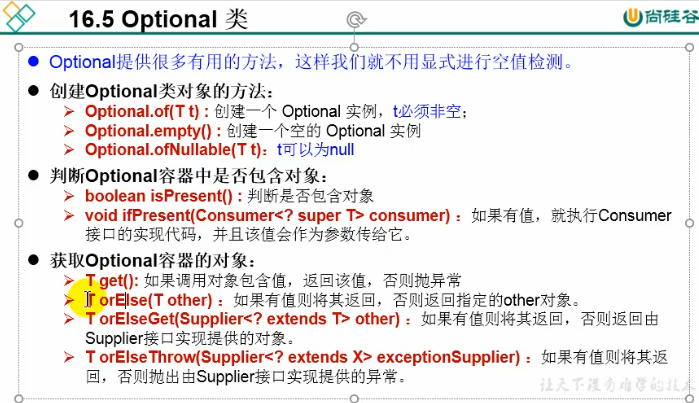 16.5 Optional 类
尚硅谷
Optional提供很多有用的方法，这样我们就不用显式进行空值检测。
创建Optional类对象的方法：
Optional.of(T t) : 创建一个 Optional 实例，t必须非空；
Optional.empty() : 创建一个空的 Optional 实例
Optional.ofNullable(T t)：t可以为null
判断Optional容器中是否包含对象：
boolean isPresent() : 判断是否包含对象
void ifPresent(Consumer<? super T> consumer) ：如果有值，就执行Consumer
接口的实现代码，并且该值会作为参数传给它。
获取Optional容器的对象：
T get(): 如果调用对象包含值，返回该值，否则抛异常
T orElse(T other) ：如果有值则将其返回，否则返回指定的other对象。
T orElseGet(Supplier<? extends T> other) ：如果有值则将其返回，否则返回由
Supplier接口实现提供的对象。
T orElseThrow(Supplier<? extends X> exceptionSupplier) ：如果有值则将其返
回，否则抛出由Supplier接口实现提供的异常。
让天下没有难学的技术